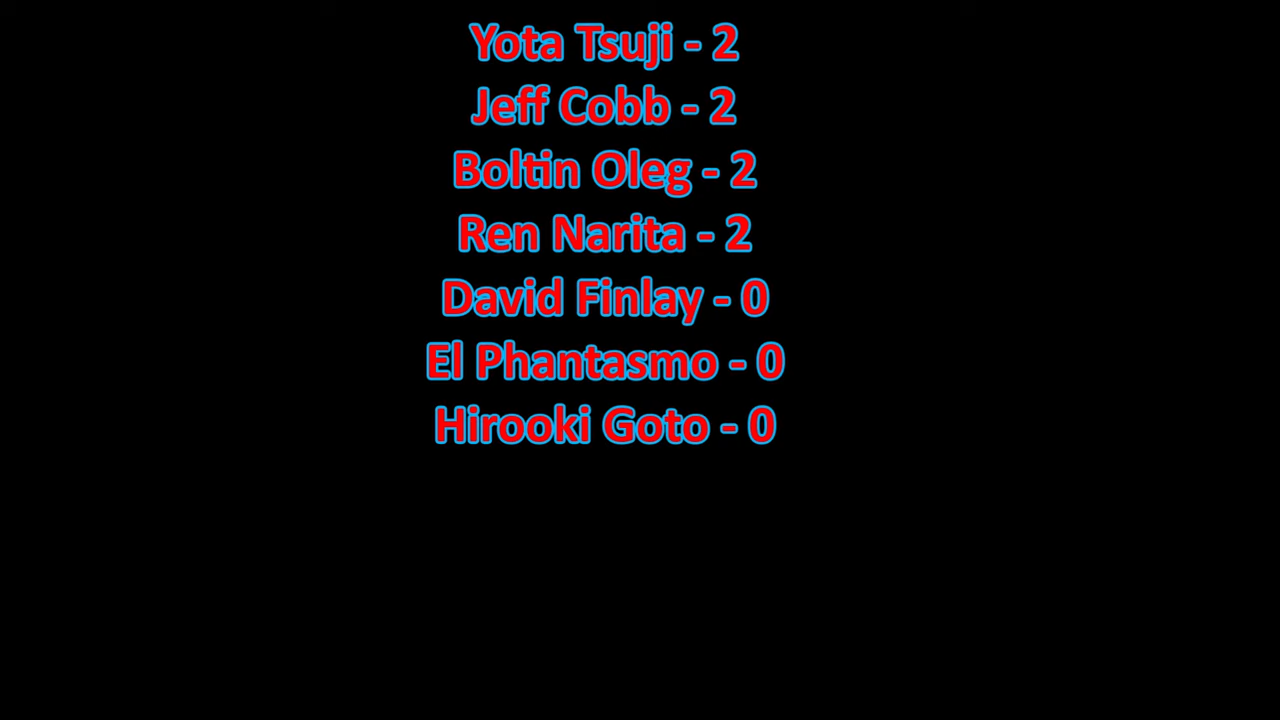 Yota Tsuji - 2
Jeff Cobb - 2
Boltin Oleg - 2
Ren Narita - 2
David Finlay - 0
El Phantasmo - 0
Hirooki Goto - 0